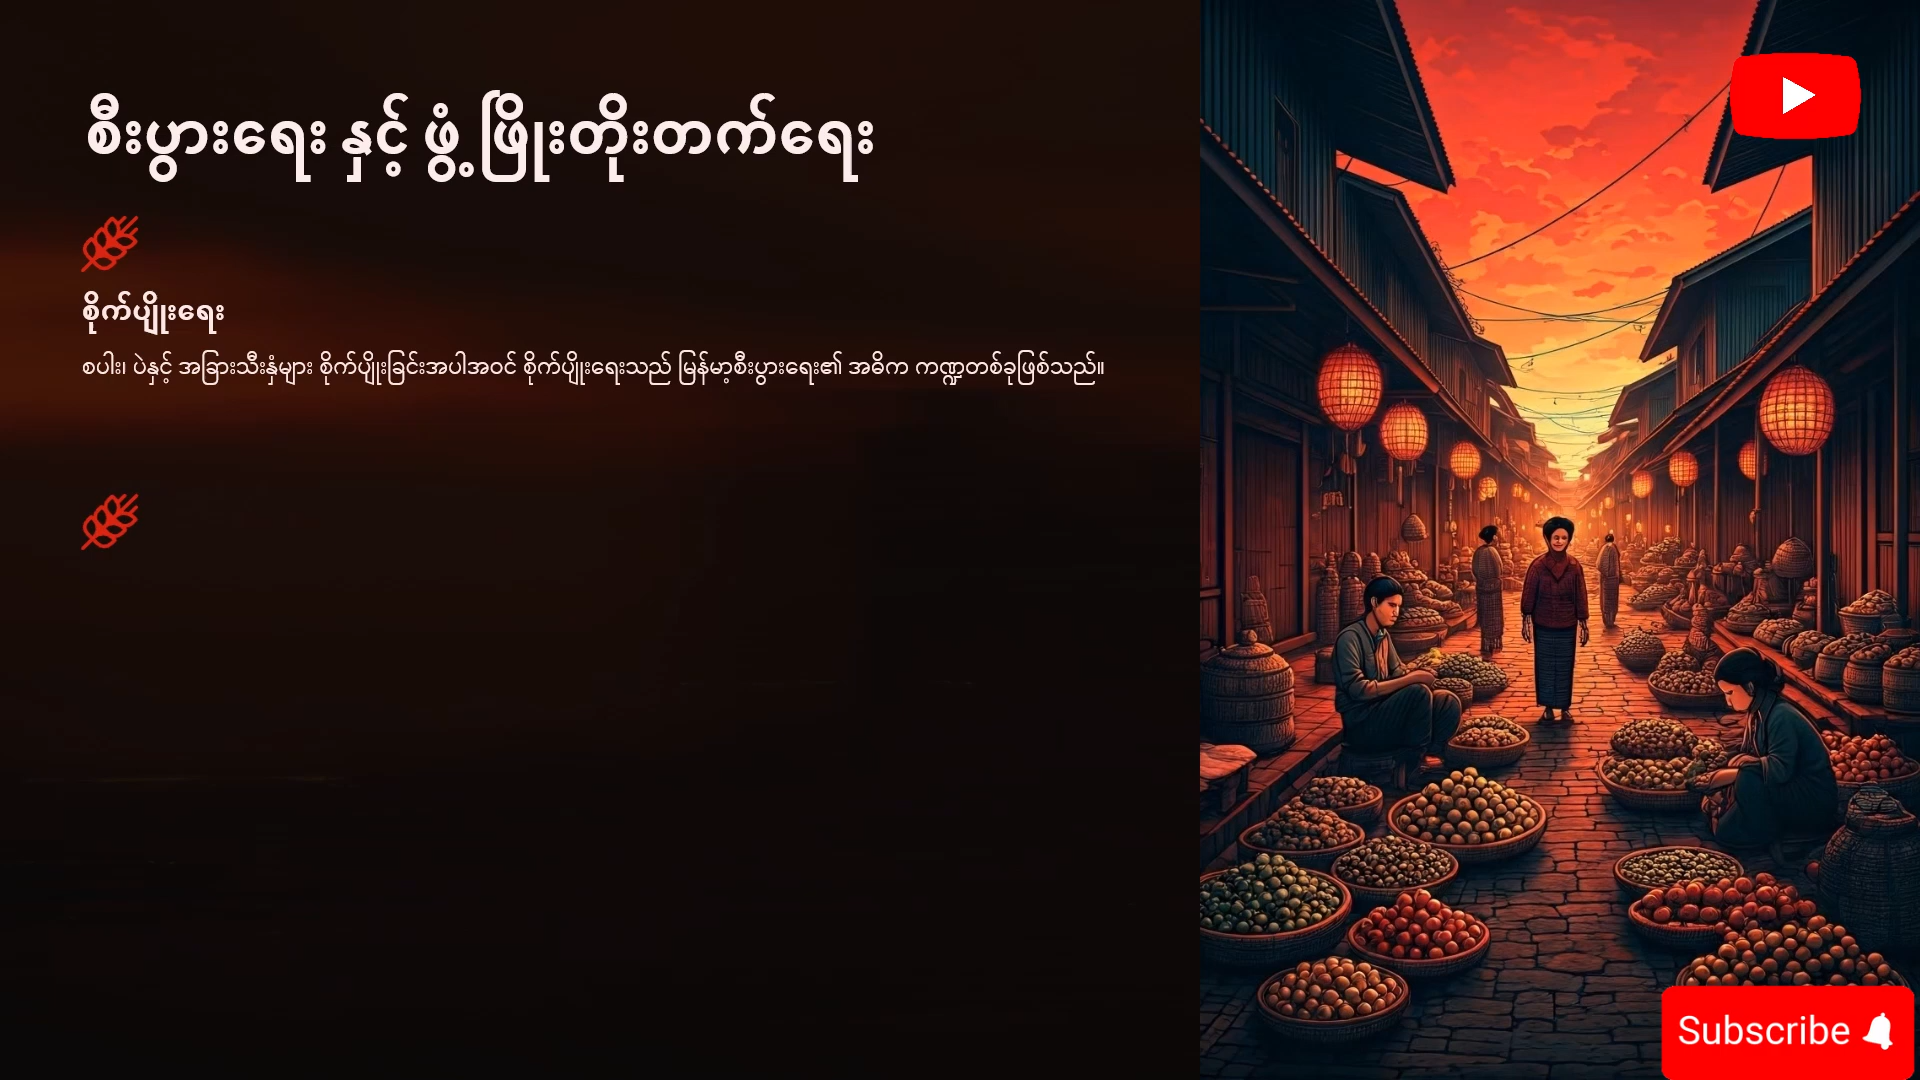 စီးပွားရေး နှင့် ဖွံ့ဖြိုးတိုးတက်ရေး
စိုက်ပျိုးရေး
စပါး၊ ပဲနှင့် အခြားသီးနှံများ စိုက်ပျိုးခြင်းအပါအဝင် စိုက်ပျိုးရေးသည် မြန်မာ့စီးပွားရေး၏ အဓိက ကဏ္ဍတစ်ခုဖြစ်သည်။
Subscribe